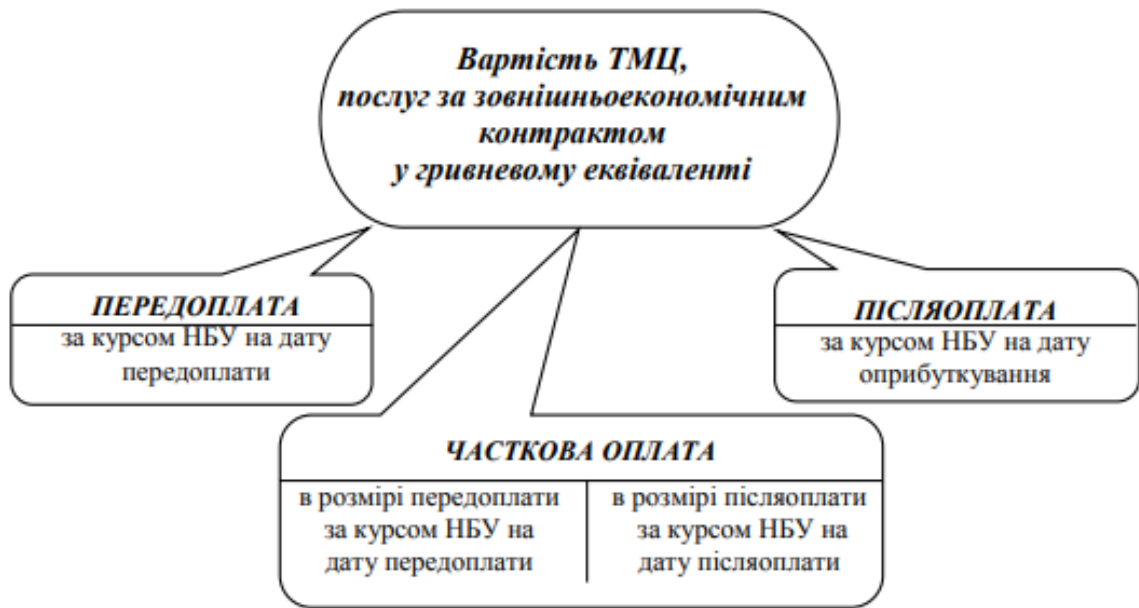 Вартість ТМЦ,
послуг за зовнішньоекономічним
контрактом
у гривневому еквіваленті
ПЕРЕДОПЛАТА
за курсом НБУ на дату
передоплати
ПІСЛЯОПЛАТА
за курсом НБУ на дату
оприбуткування
ЧАСТКОВА ОПЛАТА
в розмірі передоплати
за курсом НБУ на
дату передоплати
в розмірі післяоплати
за курсом НБУ на
дату післяоплати